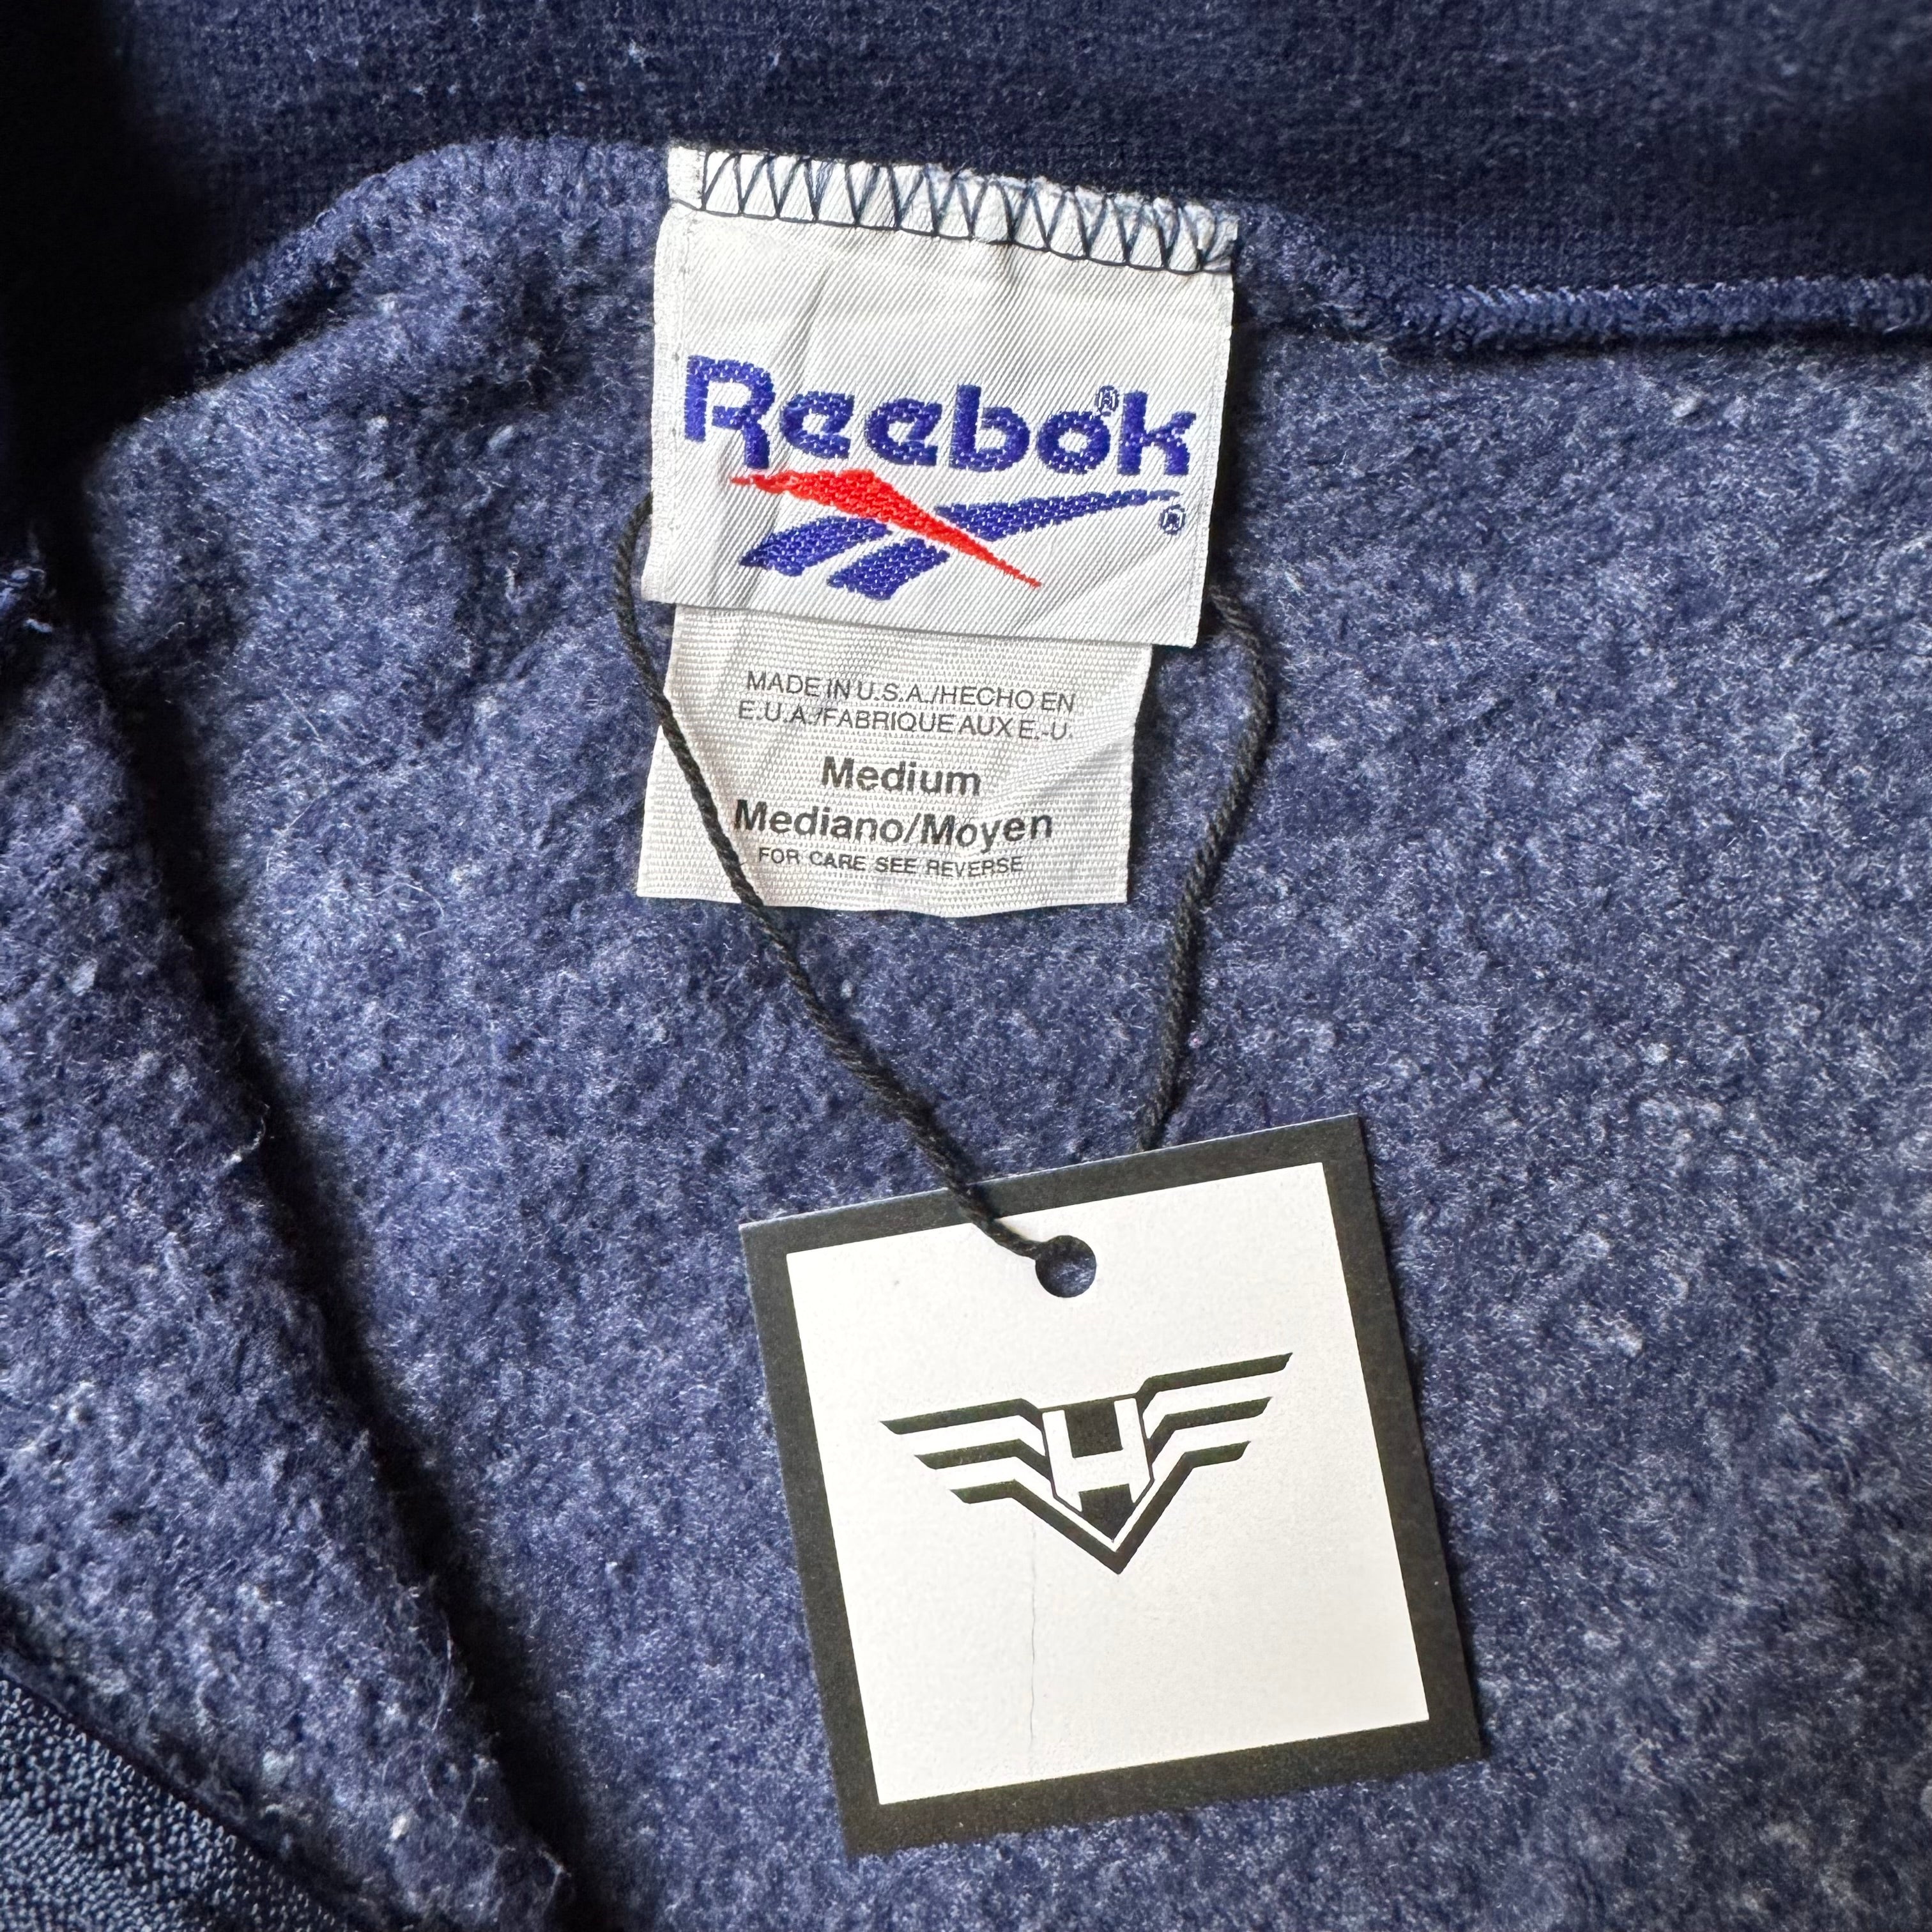 Reebok®
®
MADE IN U.S.A./HECHO EN
E.U.A./FABRIQUE AUX E.-U.
Medium
Mediano/Moyen
FOR CARE SEE REVERSE
H